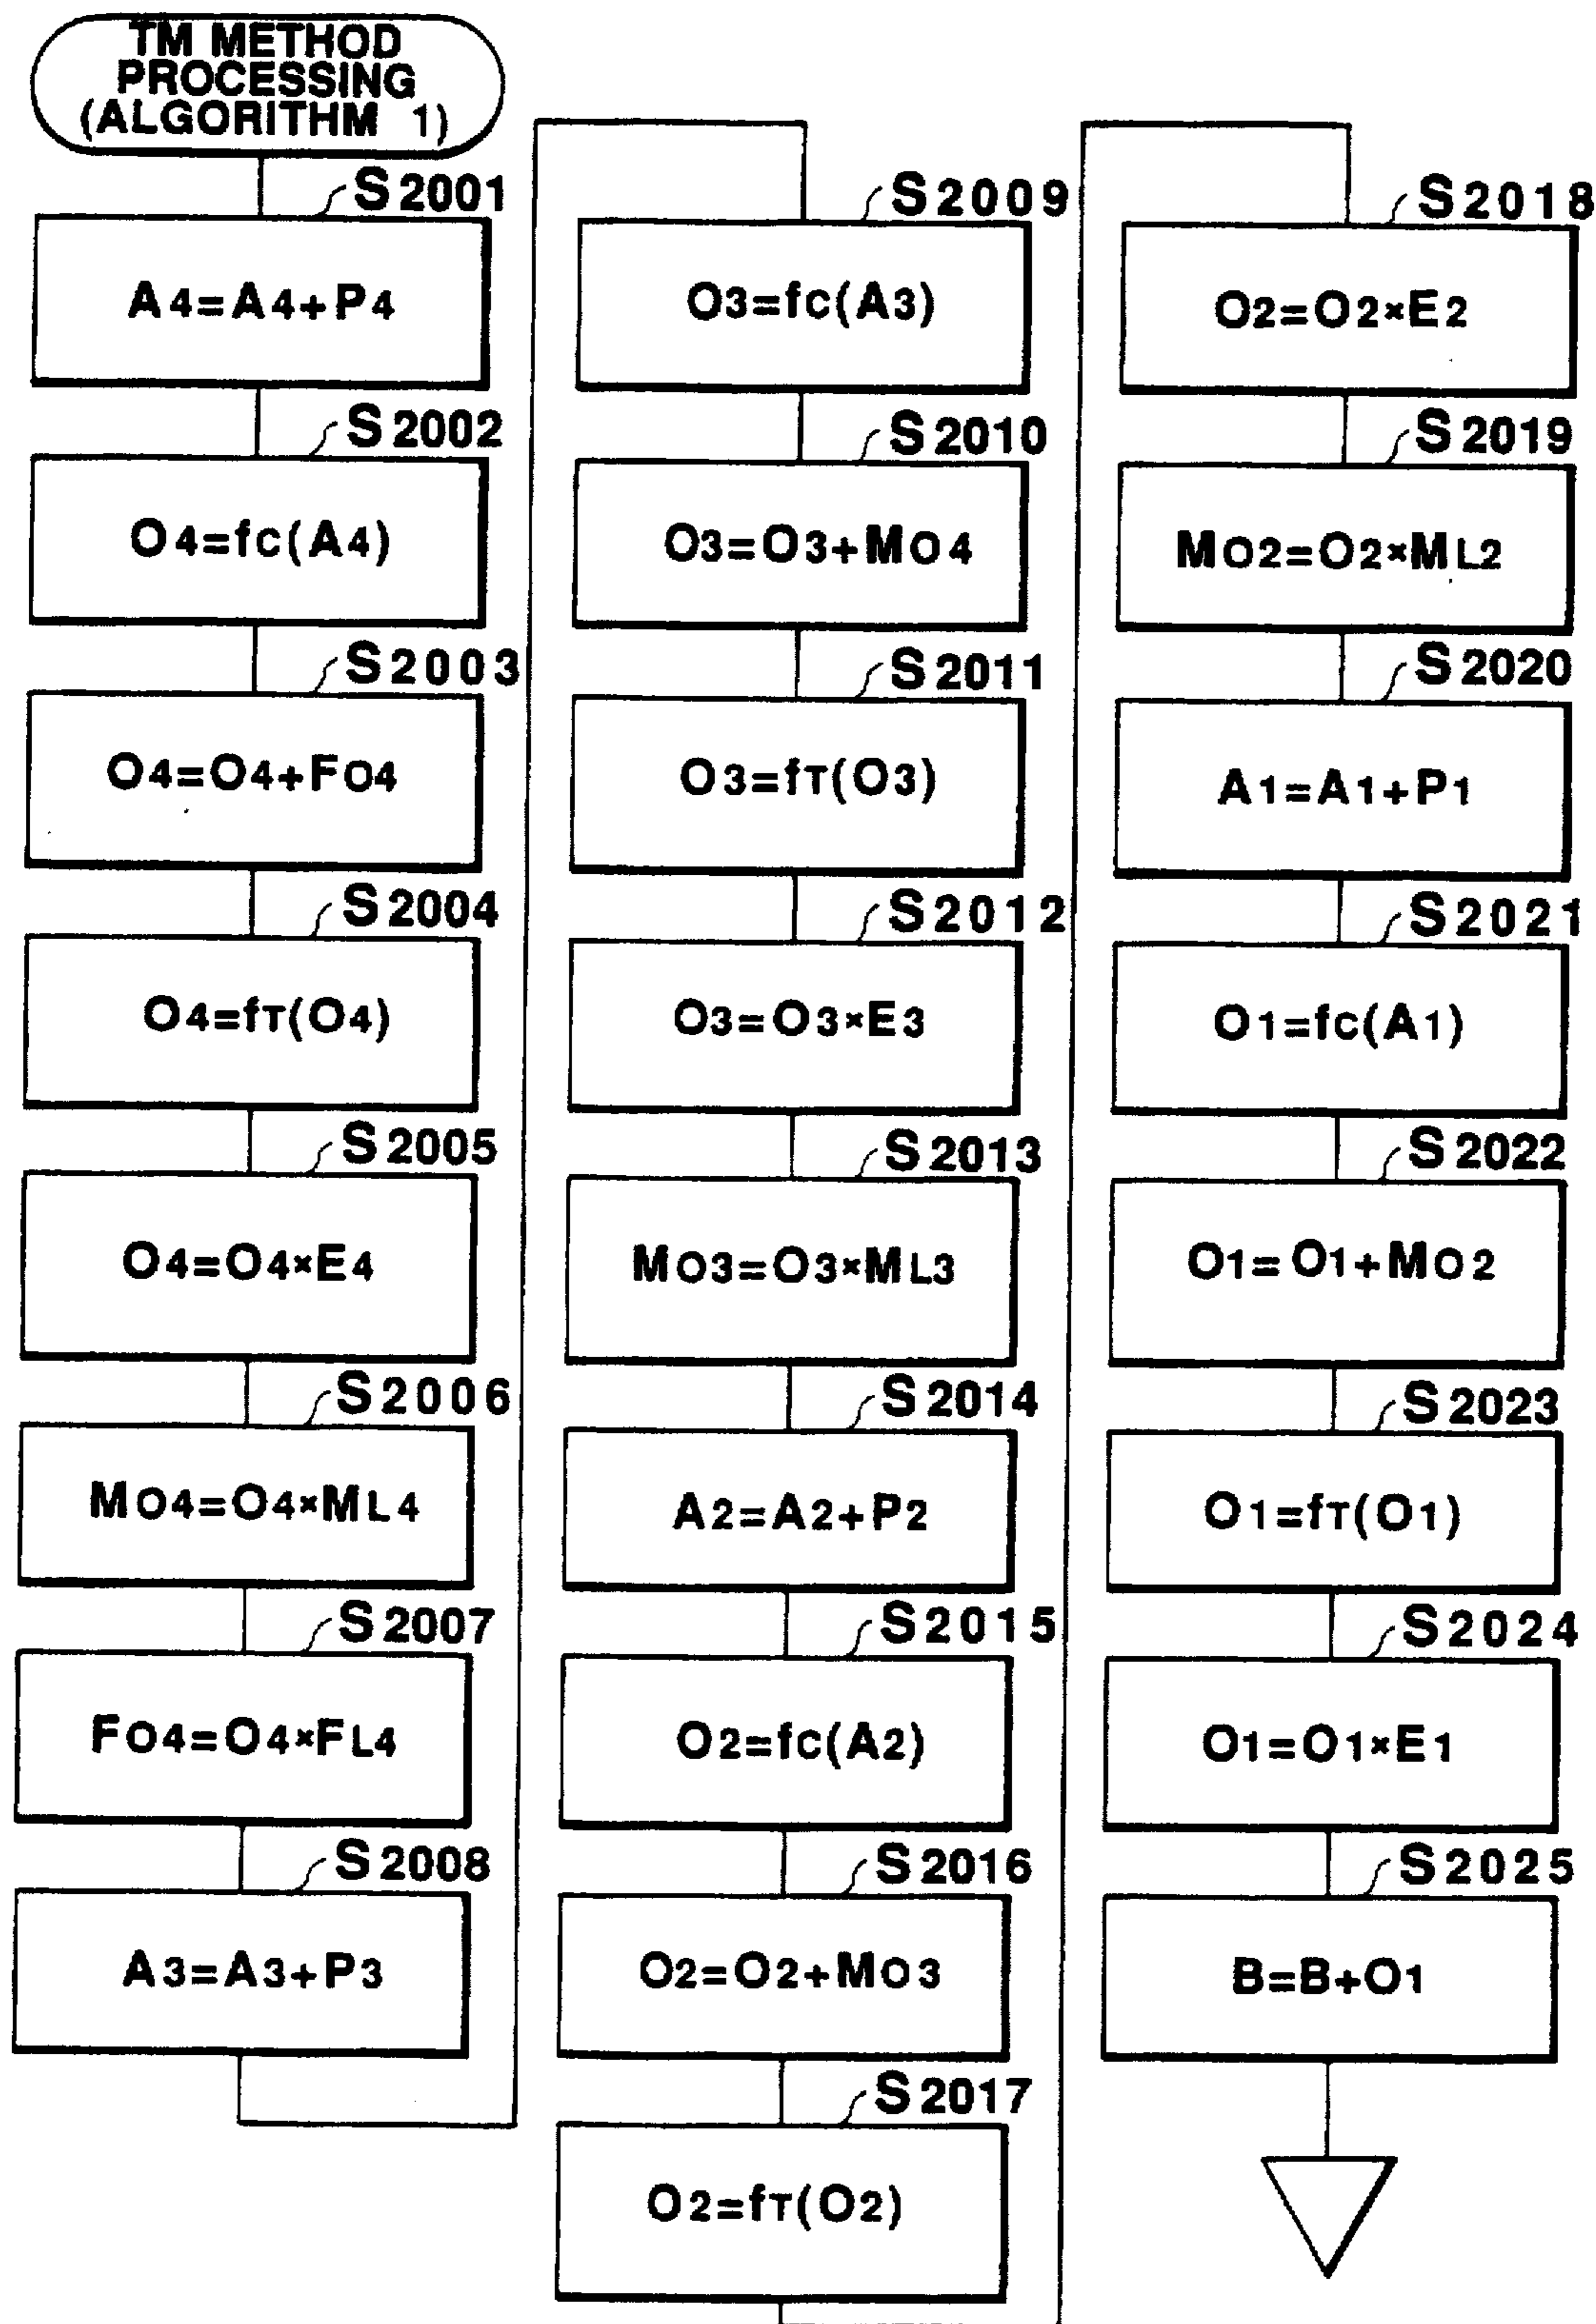 TM METHOD
PROCESSING
(ALGORITHM 1)
S2001
A4=A4+P4
S2002
O4=fC(A4)
S2003
O4=O4+FO4
S2004
O4=fT(O4)
S2005
O4=O4×E4
S2006
MO4=O4×ML4
S2007
FO4=O4×FL4
S2008
A3=A3+P3
S2009
O3=fC(A3)
S2010
O3=O3+MO4
S2011
O3=fT(O3)
S2012
O3=O3×E3
S2013
MO3=O3×ML3
S2014
A2=A2+P2
S2015
O2=fC(A2)
S2016
O2=O2+MO3
S2017
O2=fT(O2)
S2018
O2=O2×E2
S2019
MO2=O2×ML2
S2020
A1=A1+P1
S2021
O1=fC(A1)
S2022
O1=O1+MO2
S2023
O1=fT(O1)
S2024
O1=O1×E1
S2025
B=B+O1